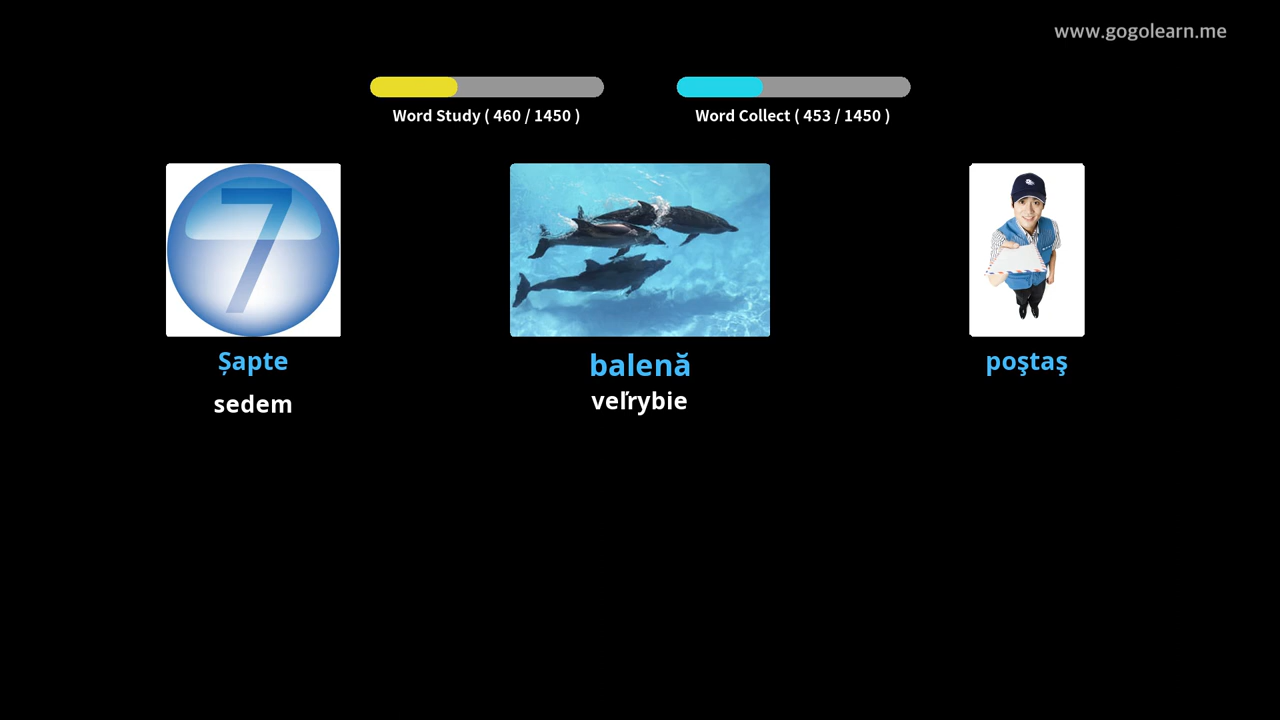 www.gogolearn.me
Word Study ( 460 / 1450 )
Word Collect ( 453 / 1450 )
7
Șapte
balenă
poştaş
sedem
veľrybie